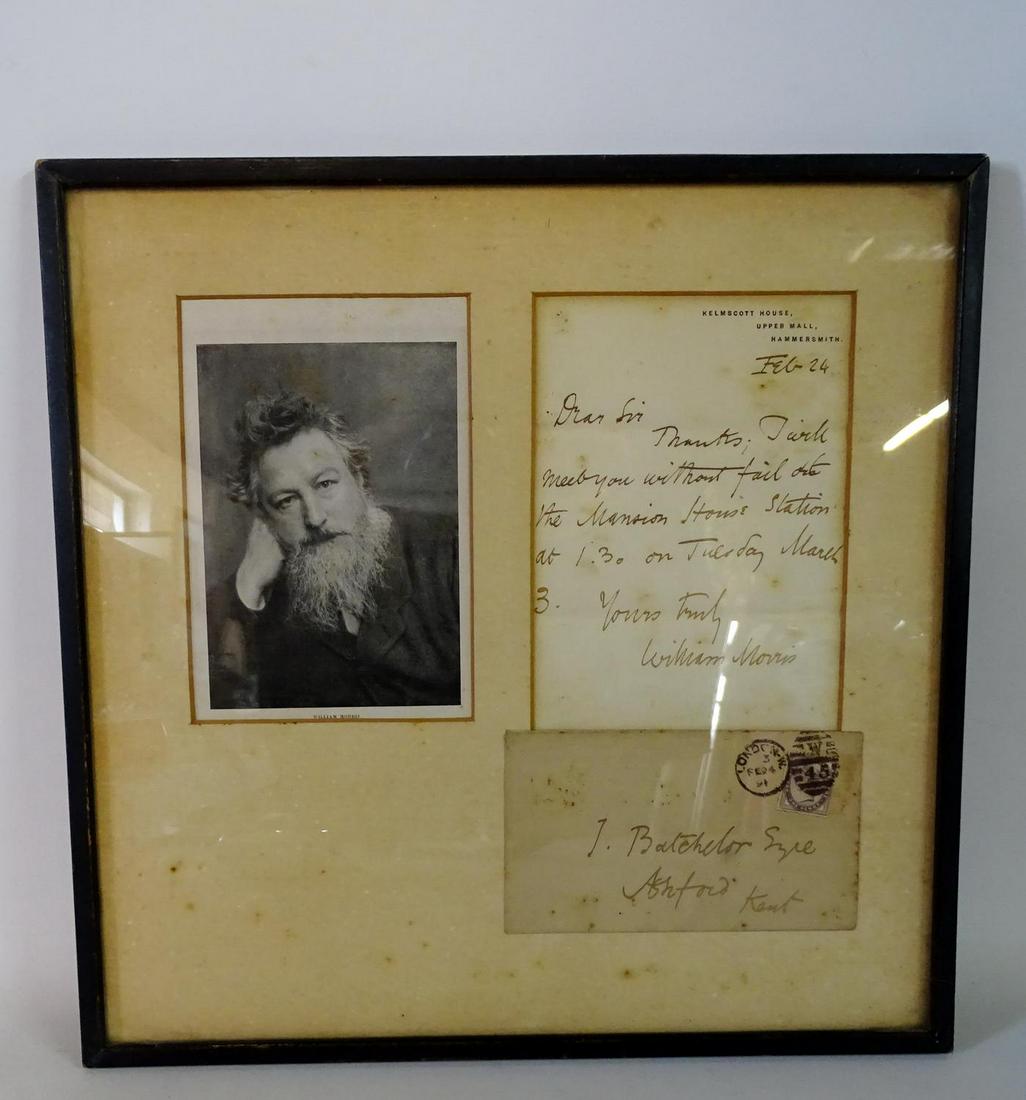 WILLIAM MORRIS
KELMSCOTT HOUSE,
UPPER MALL,
HAMMERSMITH.
Feb 24
Dear Sir
Thanks; I will
meet you without fail at
the Mansion House Station
at 1.30 on Tuesday March
3. Yours truly
William Morris
LONDON·W.
3
FE 24
91
W
45
J. Batchelor Esqre
Ashford
Kent